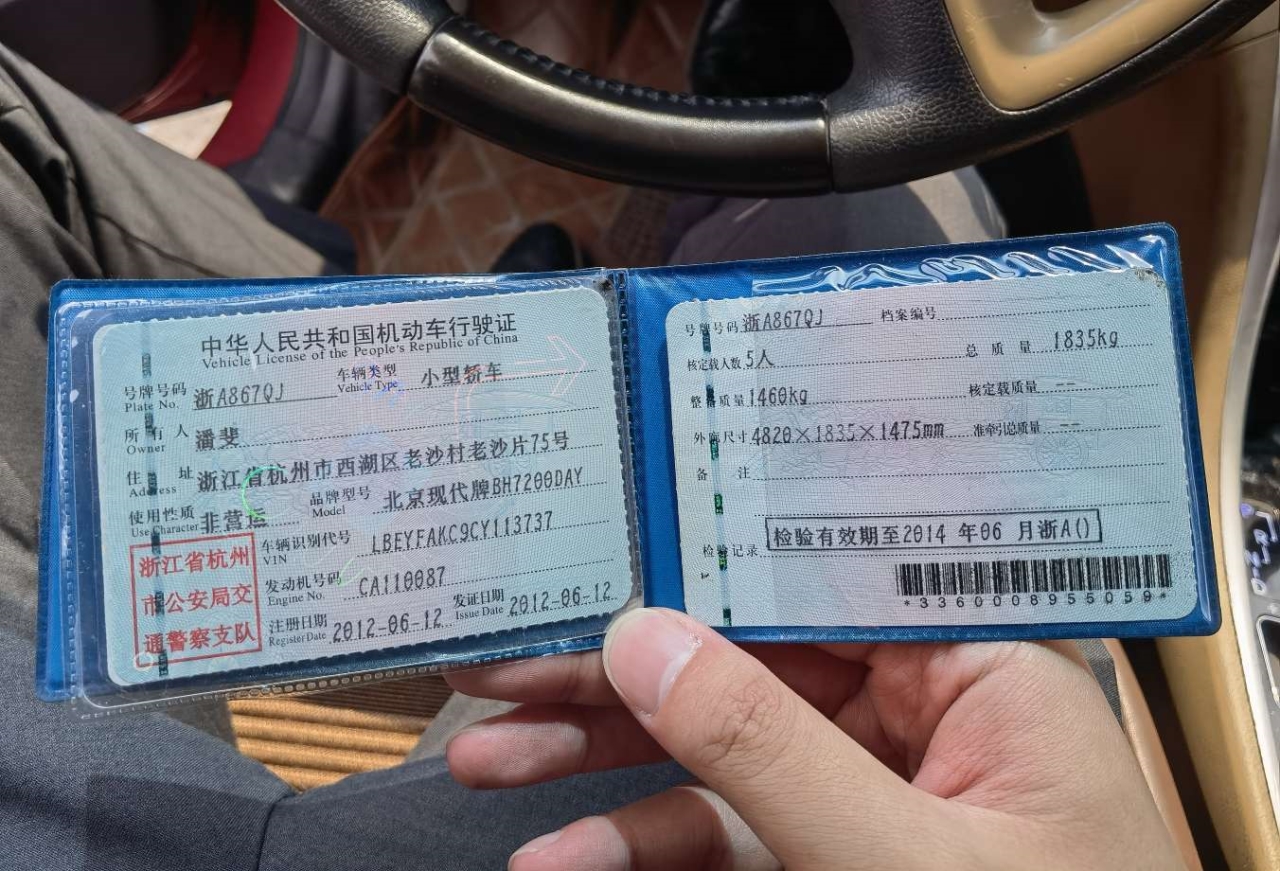 中华人民共和国机动车行驶证
Vehicle License of the People's Republic of China
号牌号码 浙A867QJ 车辆类型 小型轿车
Plate No. Vehicle Type
所有人 潘斐
Owner
住址 浙江省杭州市西湖区老沙村老沙片75号
Address
使用性质 非营运 品牌型号 北京现代牌BH7200DAY
Use Character Model
浙江省杭州
市公安局交
通警察支队
车辆识别代号 LBEYFAKC9CY113737
VIN
发动机号码 CA110087
Engine No.
注册日期 2012-06-12 发证日期 2012-06-12
Register Date Issue Date
号牌号码 浙A867QJ 档案编号
核定载人数 5人 总质量 1835kg
整备质量 1460kg 核定载质量 --
外廓尺寸 4820×1835×1475mm 准牵引总质量 --
备注
检验记录 检验有效期至2014年06月浙A()
*3360008955059*